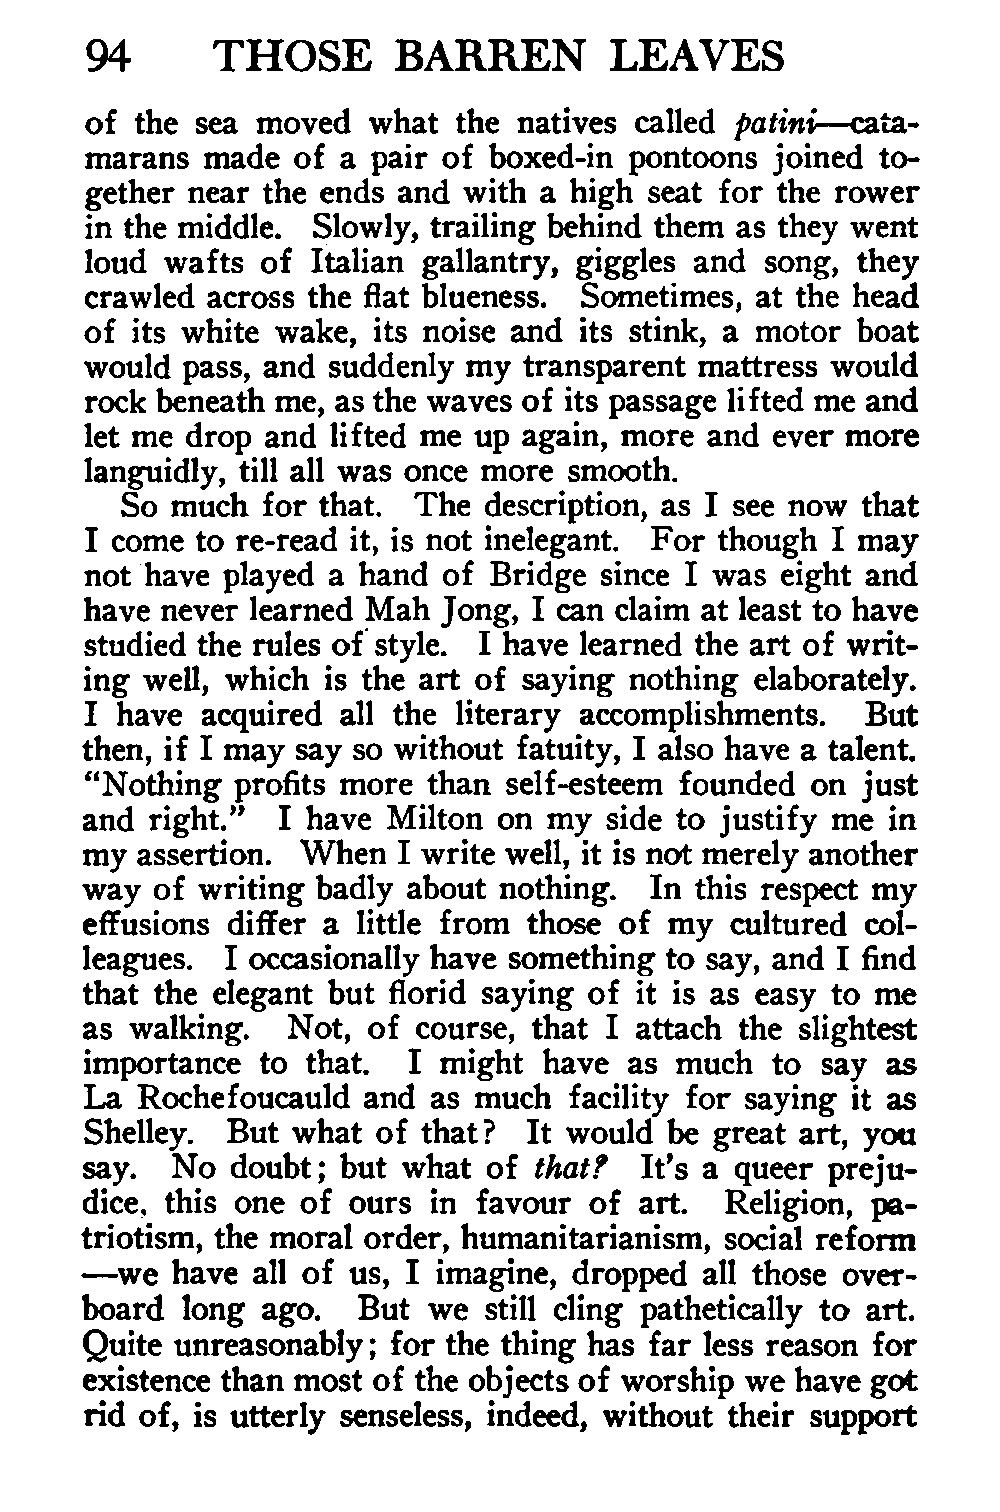 94 THOSE BARREN LEAVES
of the sea moved what the natives called patini—cata-
marans made of a pair of boxed-in pontoons joined to-
gether near the ends and with a high seat for the rower
in the middle. Slowly, trailing behind them as they went
loud wafts of Italian gallantry, giggles and song, they
crawled across the flat blueness. Sometimes, at the head
of its white wake, its noise and its stink, a motor boat
would pass, and suddenly my transparent mattress would
rock beneath me, as the waves of its passage lifted me and
let me drop and lifted me up again, more and ever more
languidly, till all was once more smooth.
So much for that. The description, as I see now that
I come to re-read it, is not inelegant. For though I may
not have played a hand of Bridge since I was eight and
have never learned Mah Jong, I can claim at least to have
studied the rules of style. I have learned the art of writ-
ing well, which is the art of saying nothing elaborately.
I have acquired all the literary accomplishments. But
then, if I may say so without fatuity, I also have a talent.
“Nothing profits more than self-esteem founded on just
and right.” I have Milton on my side to justify me in
my assertion. When I write well, it is not merely another
way of writing badly about nothing. In this respect my
effusions differ a little from those of my cultured col-
leagues. I occasionally have something to say, and I find
that the elegant but florid saying of it is as easy to me
as walking. Not, of course, that I attach the slightest
importance to that. I might have as much to say as
La Rochefoucauld and as much facility for saying it as
Shelley. But what of that? It would be great art, you
say. No doubt; but what of that? It's a queer preju-
dice, this one of ours in favour of art. Religion, pa-
triotism, the moral order, humanitarianism, social reform
—we have all of us, I imagine, dropped all those over-
board long ago. But we still cling pathetically to art.
Quite unreasonably; for the thing has far less reason for
existence than most of the objects of worship we have got
rid of, is utterly senseless, indeed, without their support